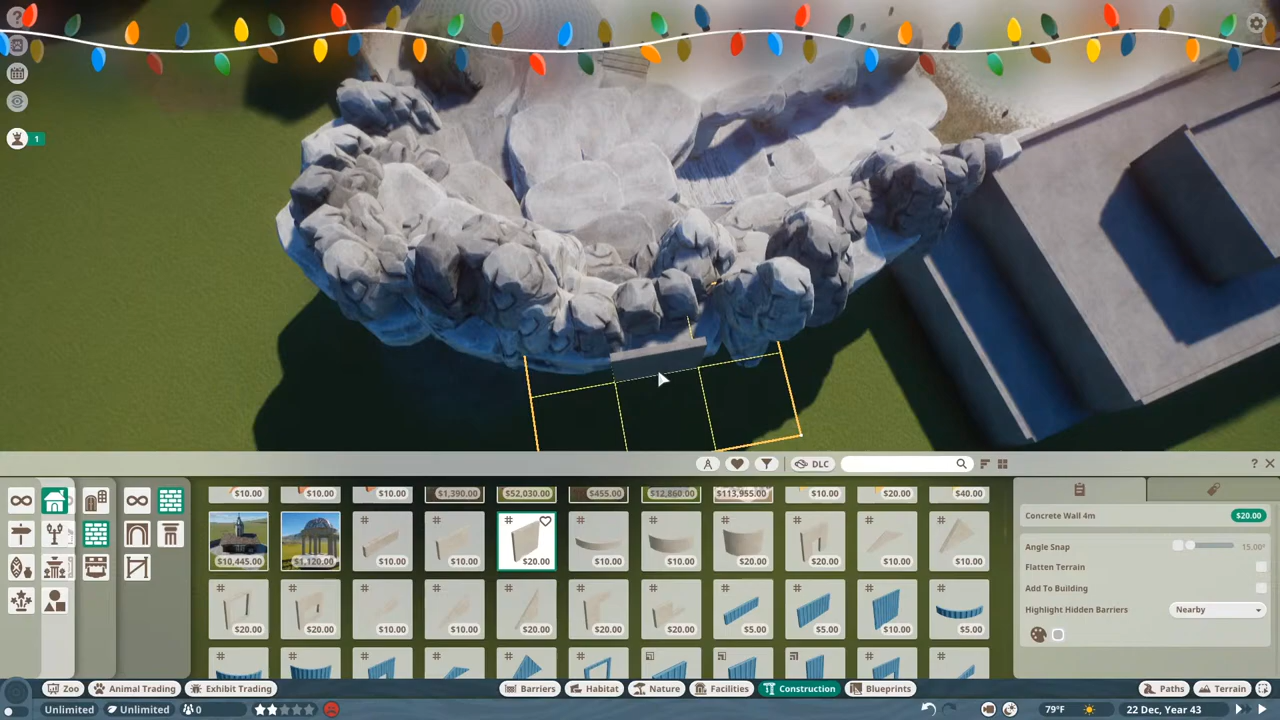 ?
1
DLC
?
$10.00 $10.00 $1,390.00 $52,030.00 $455.00 $12,860.00 $113,955.00 $10.00 $20.00 $40.00
$10,445.00 $1,120.00 $10.00 $10.00 $20.00 $10.00 $10.00 $20.00 $20.00 $10.00 $10.00
$20.00 $20.00 $10.00 $10.00 $20.00 $20.00 $20.00 $5.00 $5.00 $10.00 $5.00
Concrete Wall 4m $20.00
Angle Snap 15.00°
Flatten Terrain
Add To Building
Highlight Hidden Barriers Nearby
Zoo Animal Trading Exhibit Trading Barriers Habitat Nature Facilities Construction Blueprints Paths Terrain
Unlimited Unlimited 0 79°F 22 Dec, Year 43